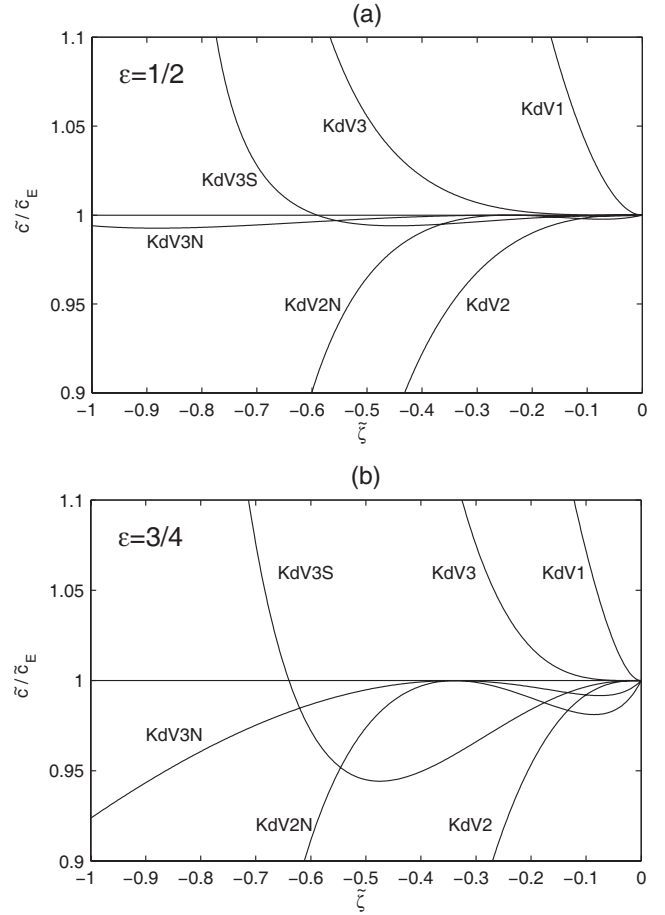 (a)
1.1
ε=1/2
KdV3
KdV1
1.05
KdV3S
c̃ / c̃_E
1
KdV3N
KdV2N
KdV2
0.95
0.9
−1 −0.9 −0.8 −0.7 −0.6 −0.5 −0.4 −0.3 −0.2 −0.1 0
ζ̃
(b)
1.1
ε=3/4
KdV3S
KdV3
KdV1
1.05
c̃ / c̃_E
1
KdV3N
0.95
KdV2N
KdV2
0.9
−1 −0.9 −0.8 −0.7 −0.6 −0.5 −0.4 −0.3 −0.2 −0.1 0
ζ̃